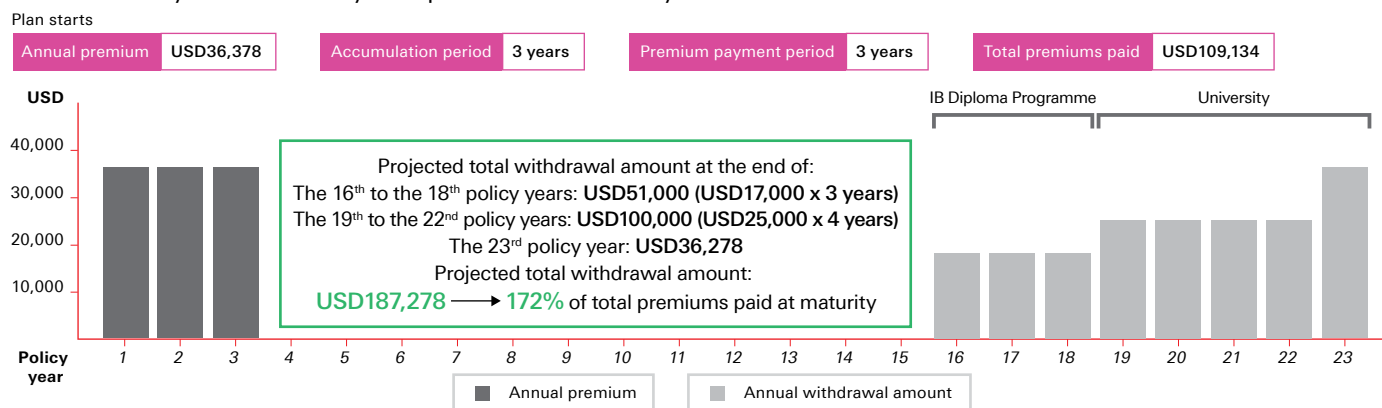 Plan starts
Annual premium USD36,378 Accumulation period 3 years Premium payment period 3 years Total premiums paid USD109,134
USD
IB Diploma Programme University
40,000
30,000
20,000
10,000
Projected total withdrawal amount at the end of:
The 16th to the 18th policy years: USD51,000 (USD17,000 x 3 years)
The 19th to the 22nd policy years: USD100,000 (USD25,000 x 4 years)
The 23rd policy year: USD36,278
Projected total withdrawal amount:
USD187,278 → 172% of total premiums paid at maturity
Policy year 1 2 3 4 5 6 7 8 9 10 11 12 13 14 15 16 17 18 19 20 21 22 23
Annual premium Annual withdrawal amount